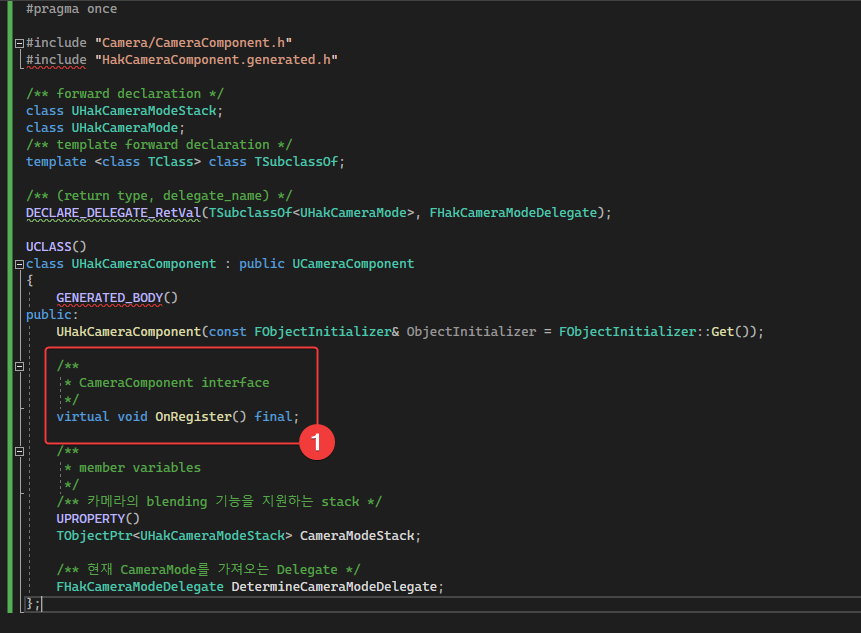 #pragma once
#include "Camera/CameraComponent.h"
#include "HakCameraComponent.generated.h"
/** forward declaration */
class UHakCameraModeStack;
class UHakCameraMode;
/** template forward declaration */
template <class TClass> class TSubclassOf;
/** (return type, delegate_name) */
DECLARE_DELEGATE_RetVal(TSubclassOf<UHakCameraMode>, FHakCameraModeDelegate);
UCLASS()
class UHakCameraComponent : public UCameraComponent
{
GENERATED_BODY()
public:
UHakCameraComponent(const FObjectInitializer& ObjectInitializer = FObjectInitializer::Get());
/**
* CameraComponent interface
*/
virtual void OnRegister() final;
1
/**
* member variables
*/
/** 카메라의 blending 기능을 지원하는 stack */
UPROPERTY()
TObjectPtr<UHakCameraModeStack> CameraModeStack;
/** 현재 CameraMode를 가져오는 Delegate */
FHakCameraModeDelegate DetermineCameraModeDelegate;
};